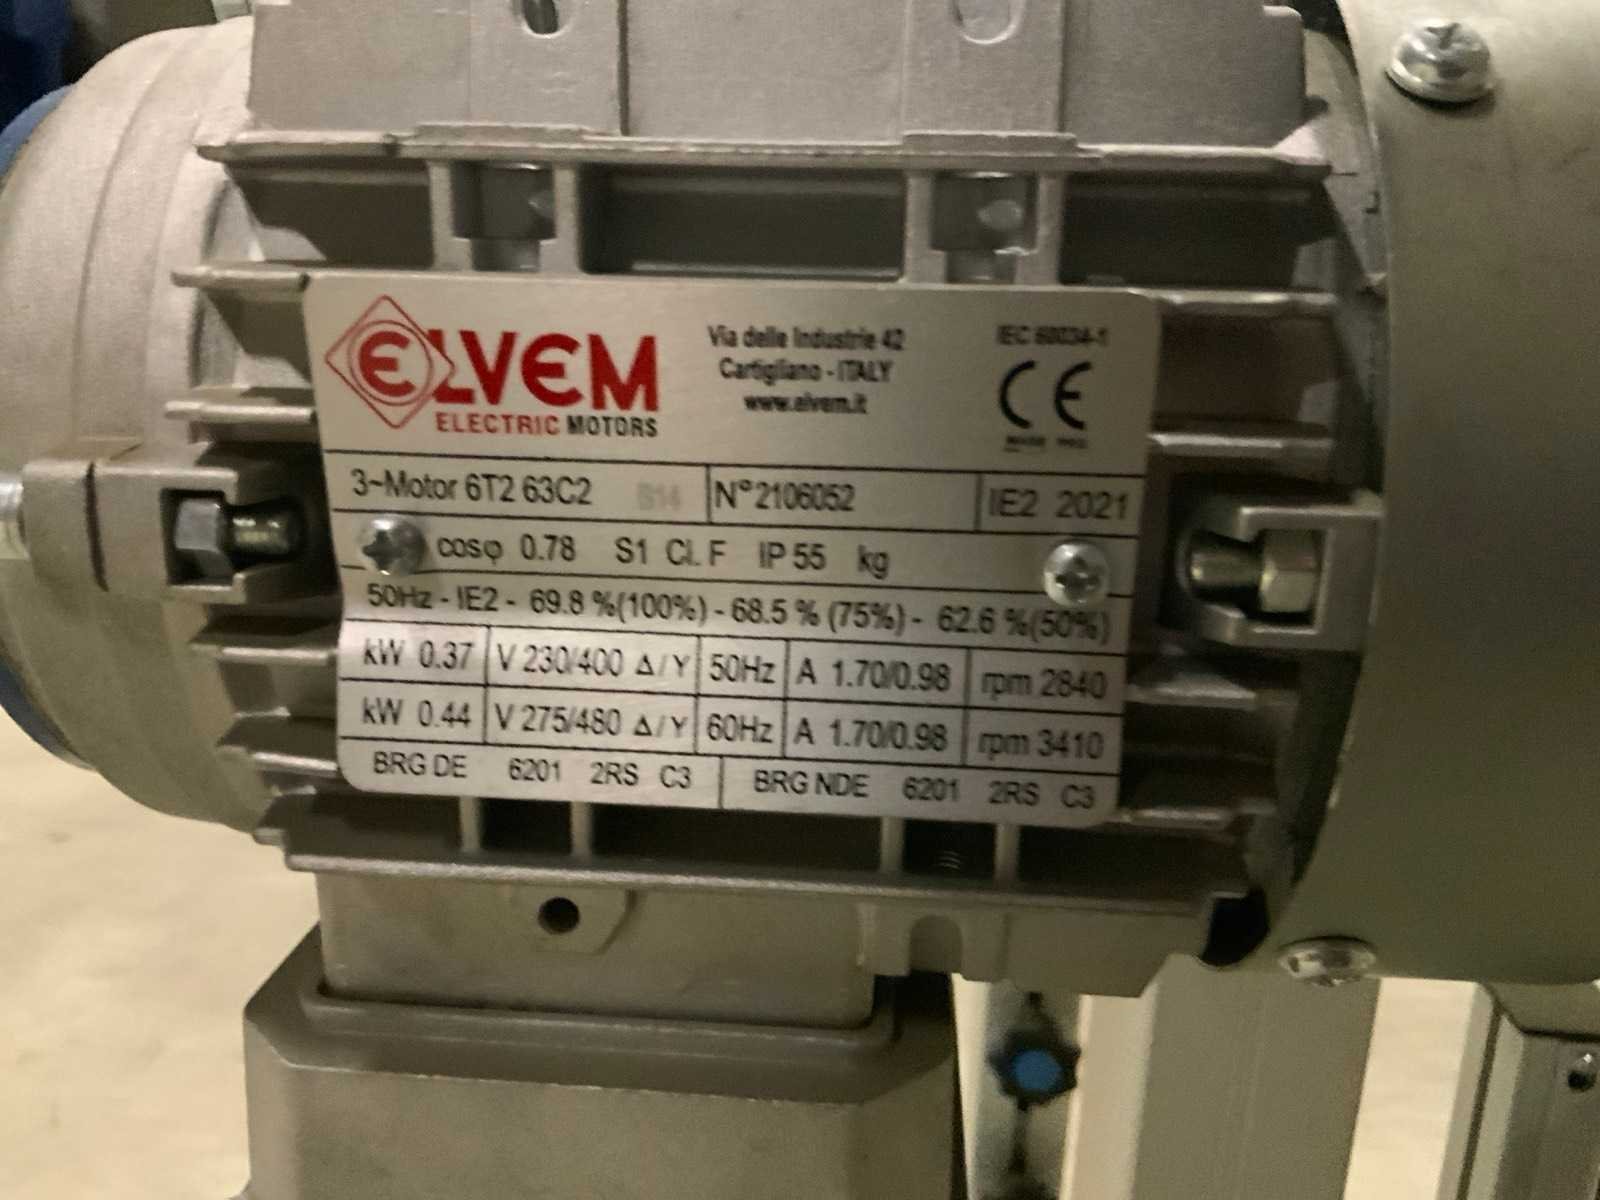 ELVEM
ELECTRIC MOTORS
Via delle Industrie 42
Cartigliano - ITALY
www.elvem.it
IEC 60034-1
CE
3~Motor 6T2 63C2 B14 N° 2106052 IE2 2021
cosφ 0.78 S1 Cl. F IP 55 kg
50Hz - IE2 - 69.8 %(100%) - 68.5 % (75%) - 62.6 %(50%)
kW 0.37 V 230/400 Δ/Y 50Hz A 1.70/0.98 rpm 2840
kW 0.44 V 275/480 Δ/Y 60Hz A 1.70/0.98 rpm 3410
BRG DE 6201 2RS C3 BRG NDE 6201 2RS C3